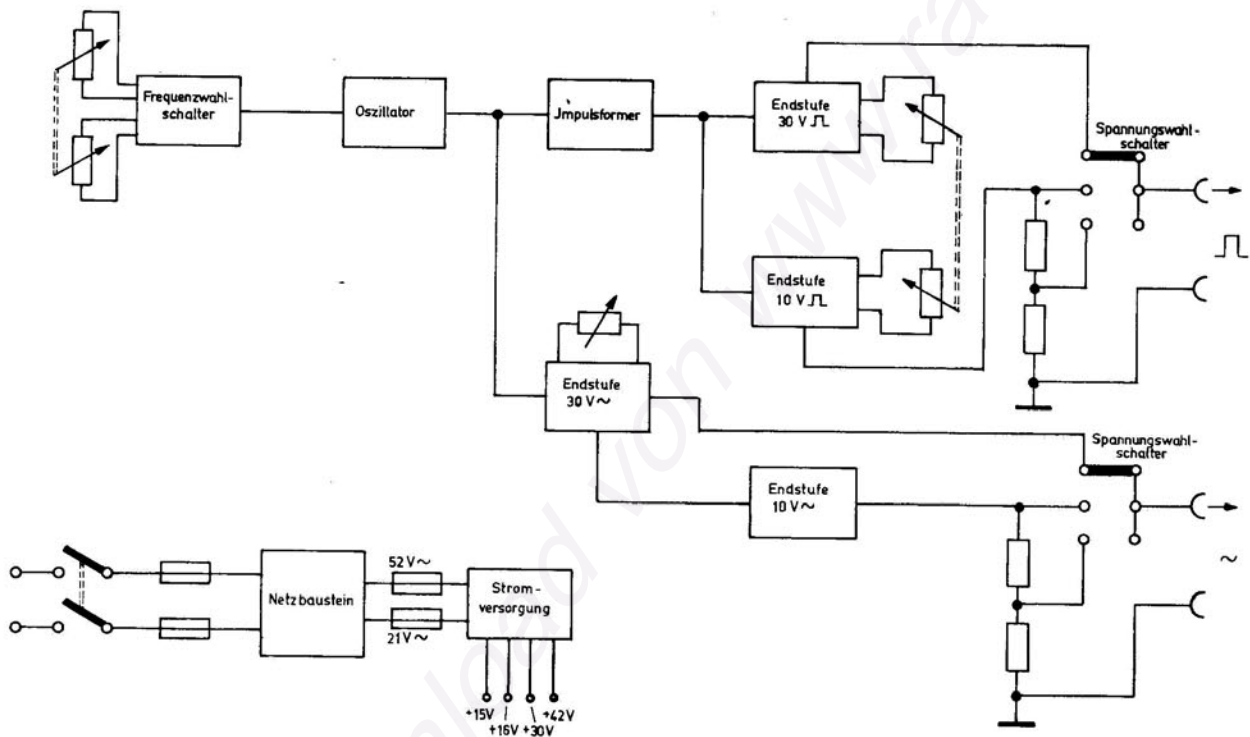 Frequenzwahl-
schalter
Oszillator
Jmpulsformer
Endstufe
30 V
Spannungswahl-
schalter
Endstufe
10 V
Endstufe
30 V ~
Spannungswahl-
schalter
Endstufe
10 V ~
~
52 V ~
Netzbaustein
Strom-
versorgung
21 V ~
+15V
+16V
+30V
+42V